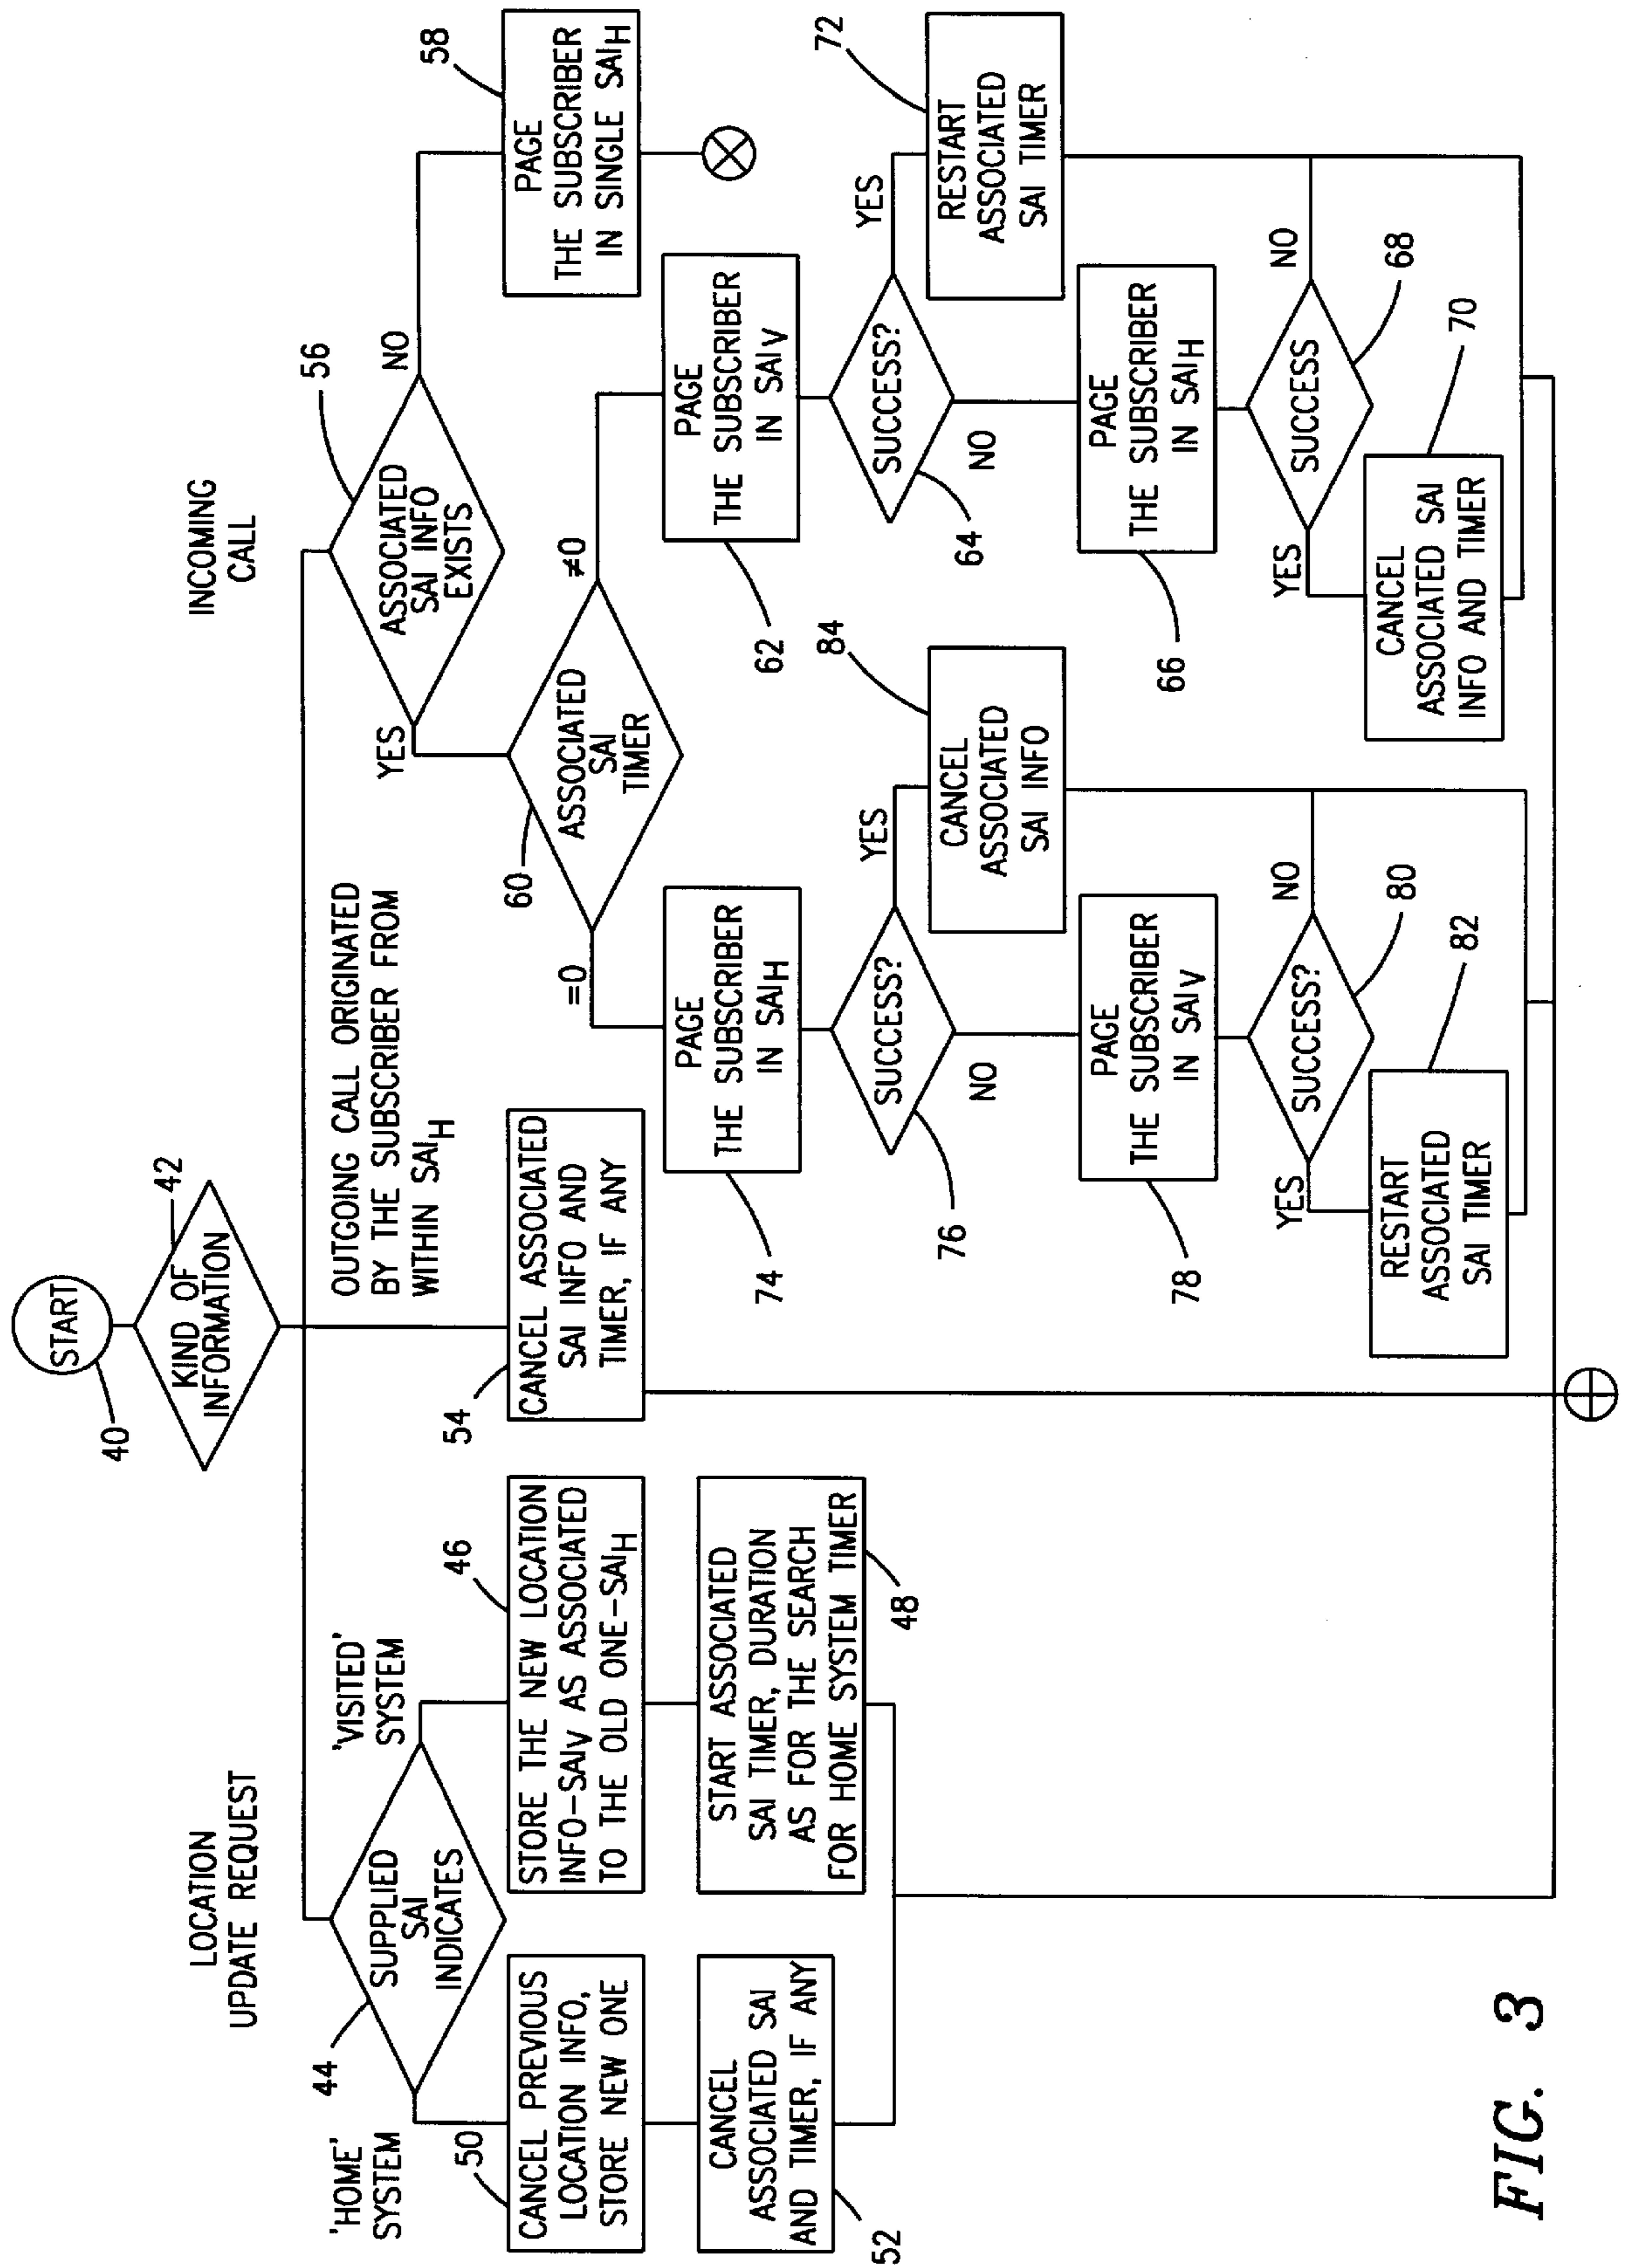 START
40
KIND OF
INFORMATION
42
LOCATION
UPDATE REQUEST
OUTGOING CALL ORIGINATED
BY THE SUBSCRIBER FROM
WITHIN SAIH
INCOMING
CALL
'HOME'
SYSTEM
44
SUPPLIED
SAI
INDICATES
'VISITED'
SYSTEM
50
CANCEL PREVIOUS
LOCATION INFO,
STORE NEW ONE
52
CANCEL
ASSOCIATED SAI
AND TIMER, IF ANY
46
STORE THE NEW LOCATION
INFO-SAIV AS ASSOCIATED
TO THE OLD ONE-SAIH
START ASSOCIATED
SAI TIMER, DURATION
AS FOR THE SEARCH
FOR HOME SYSTEM TIMER
48
54
CANCEL ASSOCIATED
SAI INFO AND
TIMER, IF ANY
56
ASSOCIATED
SAI INFO
EXISTS
YES
NO
58
PAGE
THE SUBSCRIBER
IN SINGLE SAIH
60
ASSOCIATED
SAI
TIMER
=0
≠0
74
PAGE
THE SUBSCRIBER
IN SAIH
76
SUCCESS?
YES
NO
84
CANCEL
ASSOCIATED
SAI INFO
78
PAGE
THE SUBSCRIBER
IN SAIV
80
SUCCESS?
YES
NO
82
RESTART
ASSOCIATED
SAI TIMER
62
PAGE
THE SUBSCRIBER
IN SAIV
64
SUCCESS?
YES
NO
72
RESTART
ASSOCIATED
SAI TIMER
66
PAGE
THE SUBSCRIBER
IN SAIH
68
SUCCESS
YES
NO
70
CANCEL
ASSOCIATED SAI
INFO AND TIMER
FIG. 3